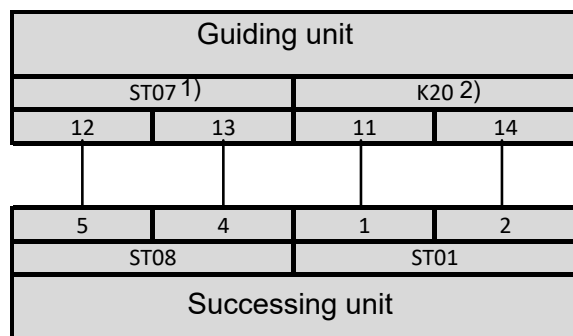 Guiding unit
ST07 1) K20 2)
12 13 11 14
5 4 1 2
ST08 ST01
Successing unit